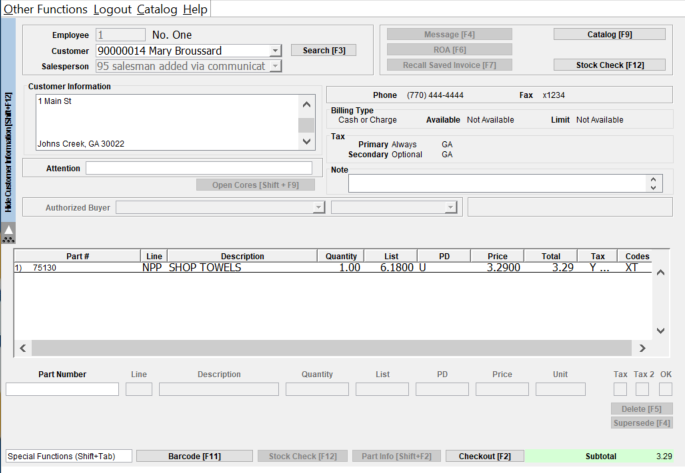 Other Functions Logout Catalog Help
Employee 1 No. One
Customer 90000014 Mary Broussard Search [F3]
Salesperson 95 salesman added via communicat
Message [F4] Catalog [F9]
ROA [F6]
Recall Saved Invoice [F7] Stock Check [F12]
Hide Customer Information [Shift+F12]
Customer Information
1 Main St
Johns Creek, GA 30022
Phone (770) 444-4444 Fax x1234
Billing Type
Cash or Charge Available Not Available Limit Not Available
Tax
Primary Always GA
Secondary Optional GA
Attention
Note
Open Cores [Shift + F9]
Authorized Buyer
Part # Line Description Quantity List PD Price Total Tax Codes
1) 75130 NPP SHOP TOWELS 1.00 6.1800 U 3.2900 3.29 Y ... XT
Part Number Line Description Quantity List PD Price Unit Tax Tax 2 OK
Delete [F5]
Supersede [F4]
Special Functions (Shift+Tab) Barcode [F11] Stock Check [F12] Part Info [Shift+F2] Checkout [F2] Subtotal 3.29